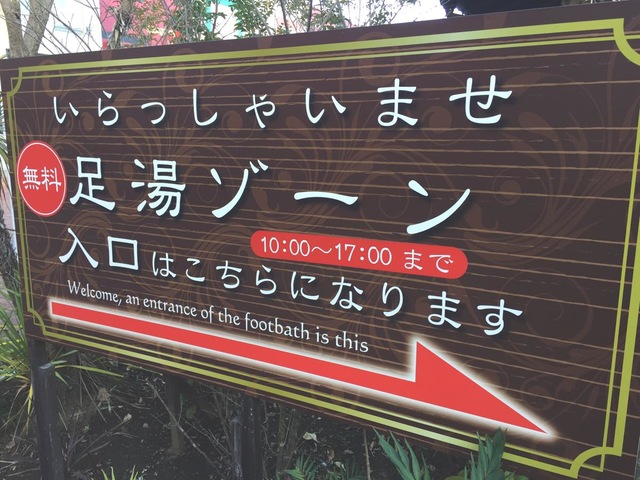 いらっしゃいませ
無料
足湯ゾーン
10:00～17:00 まで
入口はこちらになります
Welcome, an entrance of the footbath is this